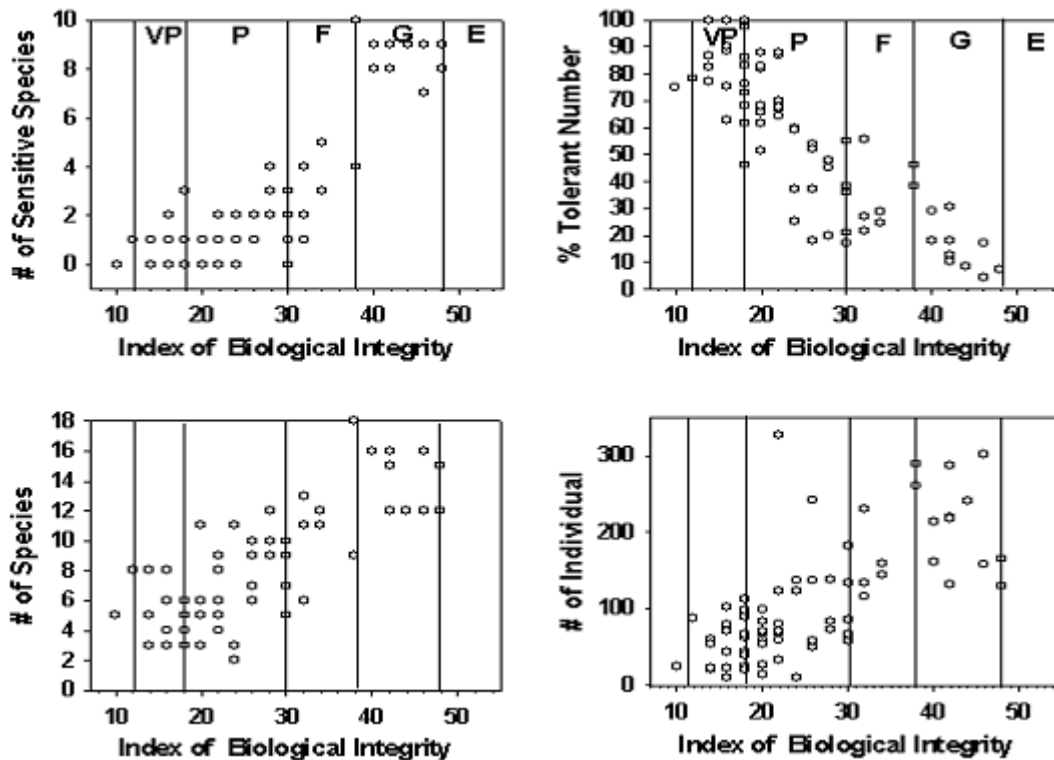 # of Sensitive Species
10
8
6
4
2
0
VP P F G E
10 20 30 40 50
Index of Biological Integrity
% Tolerant Number
100
90
80
70
60
50
40
30
20
10
0
VP P F G E
10 20 30 40 50
Index of Biological Integrity
# of Species
18
16
14
12
10
8
6
4
2
0
10 20 30 40 50
Index of Biological Integrity
# of Individual
300
200
100
0
10 20 30 40 50
Index of Biological Integrity